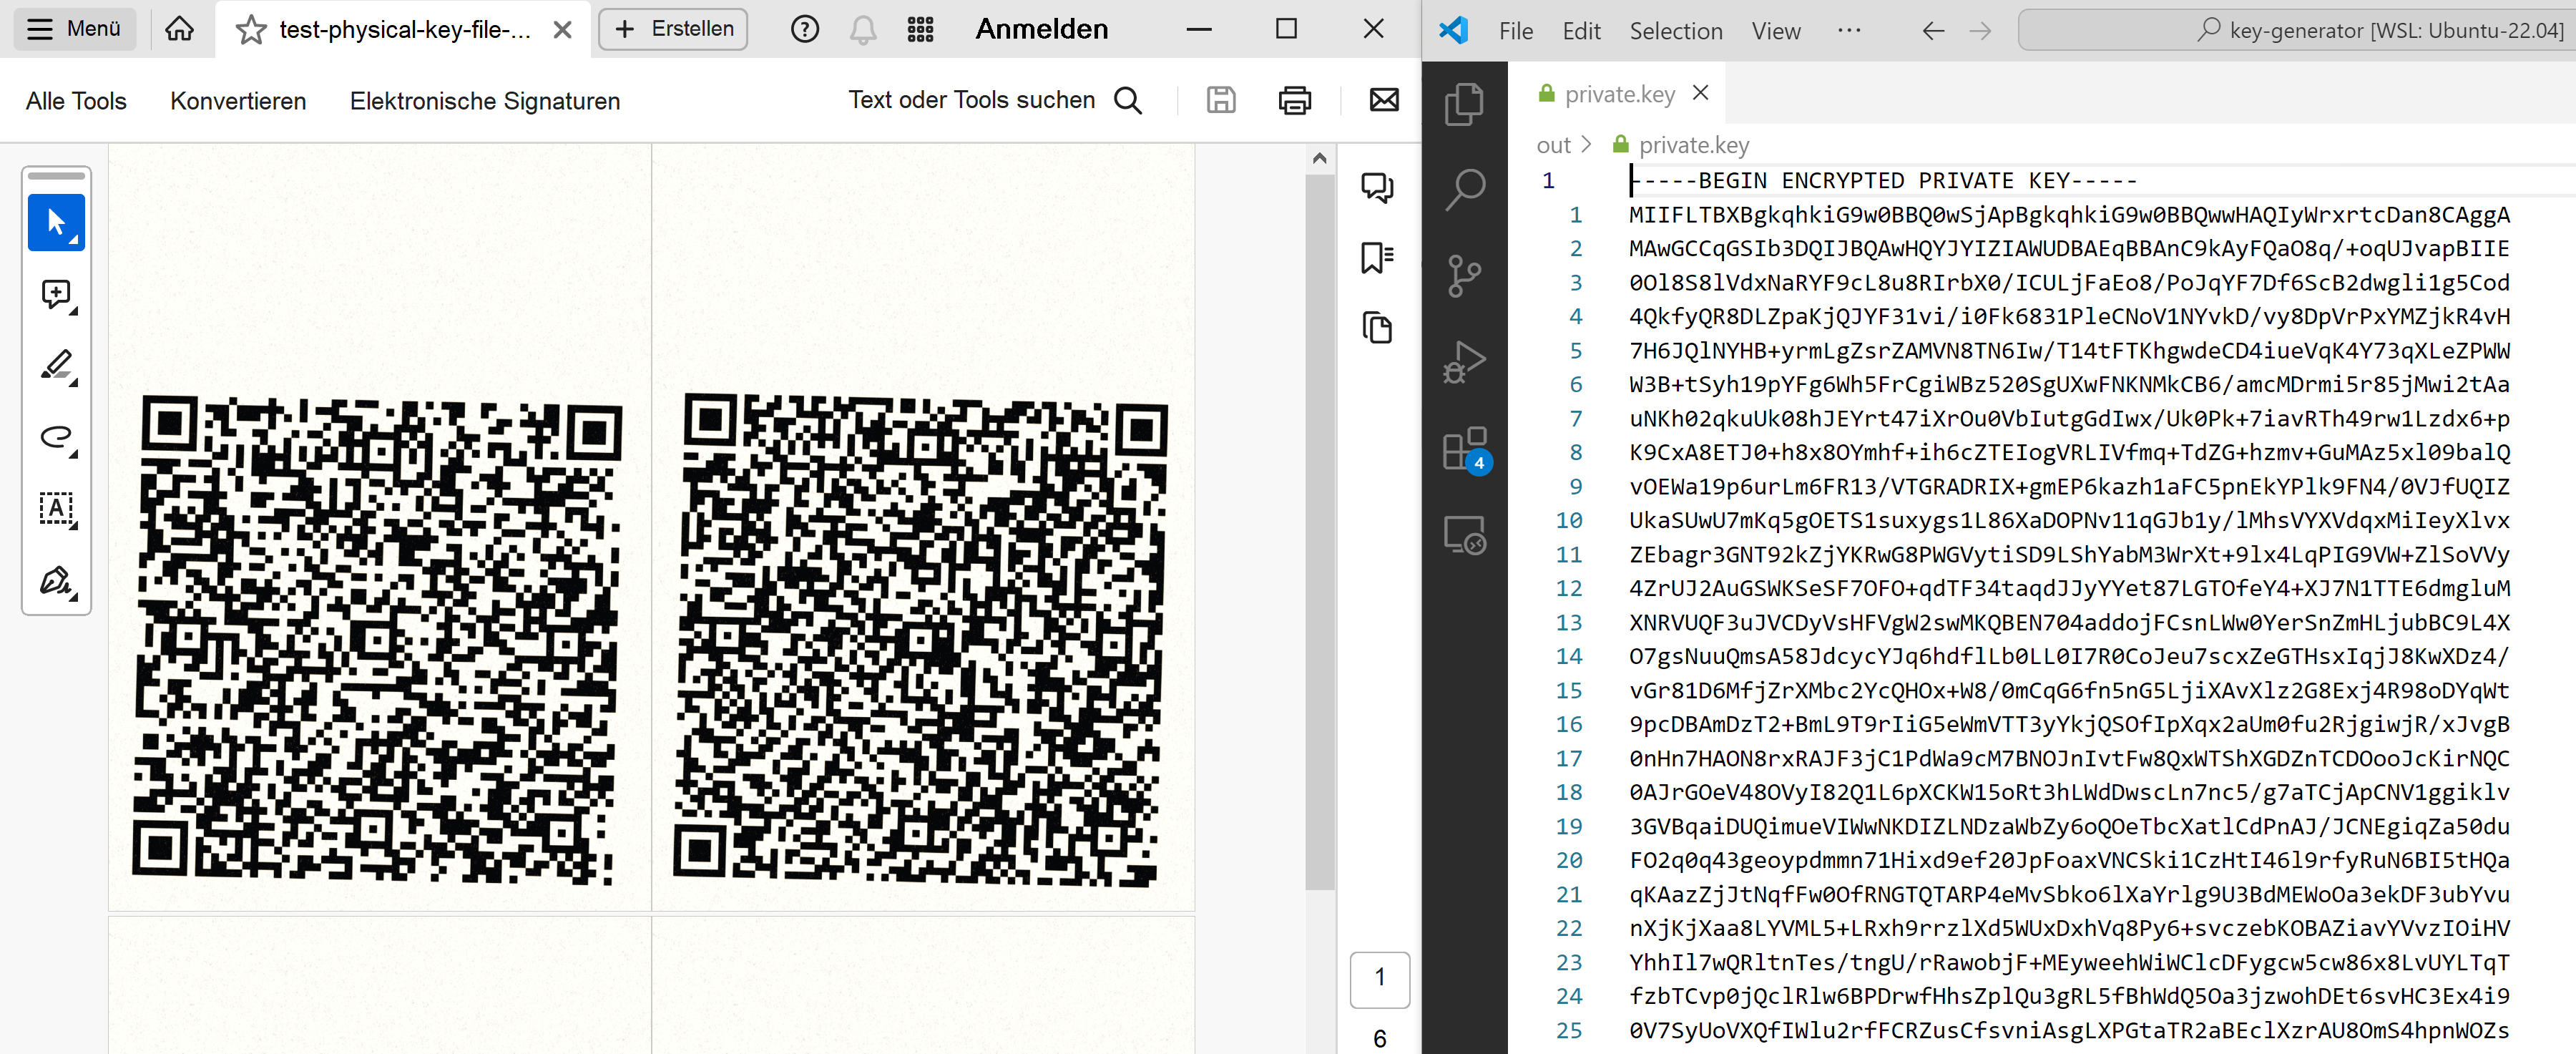 Menü
test-physical-key-file-...
Erstellen
Anmelden
Alle Tools
Konvertieren
Elektronische Signaturen
Text oder Tools suchen
1
6
File Edit Selection View ...
key-generator [WSL: Ubuntu-22.04]
private.key
out > private.key
4
1 -----BEGIN ENCRYPTED PRIVATE KEY-----
1 MIIFLTBXBgkqhkiG9w0BBQ0wSjApBgkqhkiG9w0BBQwwHAQIyWrxrtcDan8CAggA
2 MAwGCCqGSIb3DQIJBQAwHQYJYIZIAWUDBAEqBBAnC9kAyFQaO8q/+oqUJvapBIIE
3 0Ol8S8lVdxNaRYF9cL8u8RIrbX0/ICULjFaEo8/PoJqYF7Df6ScB2dwgli1g5Cod
4 4QkfyQR8DLZpaKjQJYF31vi/i0Fk6831PleCNoV1NYvkD/vy8DpVrPxYMZjkR4vH
5 7H6JQlNYHB+yrmLgZsrZAMVN8TN6Iw/T14tFTKhgwdeCD4iueVqK4Y73qXLeZPWW
6 W3B+tSyh19pYFg6Wh5FrCgiWBz520SgUXwFNKNMkCB6/amcMDrmi5r85jMwi2tAa
7 uNKh02qkuUk08hJEYrt47iXrOu0VbIutgGdIwx/Uk0Pk+7iavRTh49rw1Lzdx6+p
8 K9CxA8ETJ0+h8x8OYmhf+ih6cZTEIogVRLIVfmq+TdZG+hzmv+GuMAz5xl09balQ
9 vOEWa19p6urLm6FR13/VTGRADRIX+gmEP6kazh1aFC5pnEkYPlk9FN4/0VJfUQIZ
10 UkaSUwU7mKq5gOETS1suxygs1L86XaDOPNv11qGJb1y/lMhsVYXVdqxMiIeyXlvx
11 ZEbagr3GNT92kZjYKRwG8PWGVytiSD9LShYabM3WrXt+9lx4LqPIG9VW+ZlSoVVy
12 4ZrUJ2AuGSWKSeSF7OFO+qdTF34taqdJJyYYet87LGTOfeY4+XJ7N1TTE6dmgluM
13 XNRVUQF3uJVCDyVsHFVgW2swMKQBEN704addojFCsnLWw0YerSnZmHLjubBC9L4X
14 O7gsNuuQmsA58JdcycYJq6hdflLb0LL0I7R0CoJeu7scxZeGTHsxIqjJ8KwXDz4/
15 vGr81D6MfjZrXMbc2YcQHOx+W8/0mCqG6fn5nG5LjiXAvXlz2G8Exj4R98oDYqWt
16 9pcDBAmDzT2+BmL9T9rIiG5eWmVTT3yYkjQSOfIpXqx2aUm0fu2RjgiwjR/xJvgB
17 0nHn7HAON8rxRAJF3jC1PdWa9cM7BNOJnIvtFw8QxWTShXGDZnTCDOooJcKirNQC
18 0AJrGOeV48OVyI82Q1L6pXCKW15oRt3hLWdDwscLn7nc5/g7aTCjApCNV1ggiklv
19 3GVBqaiDUQimueVIWwNKDIZLNDzaWbZy6oQOeTbcXatlCdPnAJ/JCNEgiqZa50du
20 FO2q0q43geoypdmmn71Hixd9ef20JpFoaxVNCSki1CzHtI46l9rfyRuN6BI5tHQa
21 qKAazZjJtNqfFw0OfRNGTQTARP4eMvSbko6lXaYrlg9U3BdMEWoOa3ekDF3ubYvu
22 nXjKjXaa8LYVML5+LRxh9rrzlXd5WUxDxhVq8Py6+svczebKOBAZiavYVvzIOiHV
23 YhhIl7wQRltnTes/tngU/rRawobjF+MEyweehWiWClcDFygcw5cw86x8LvUYLTqT
24 fzbTCvp0jQclRlw6BPDrwfHhsZplQu3gRL5fBhWdQ5Oa3jzwohDEt6svHC3Ex4i9
25 0V7SyUoVXQfIWlu2rfFCRZusCfsvniAsgLXPGtaTR2aBEclXzrAU8OmS4hpnWOZs